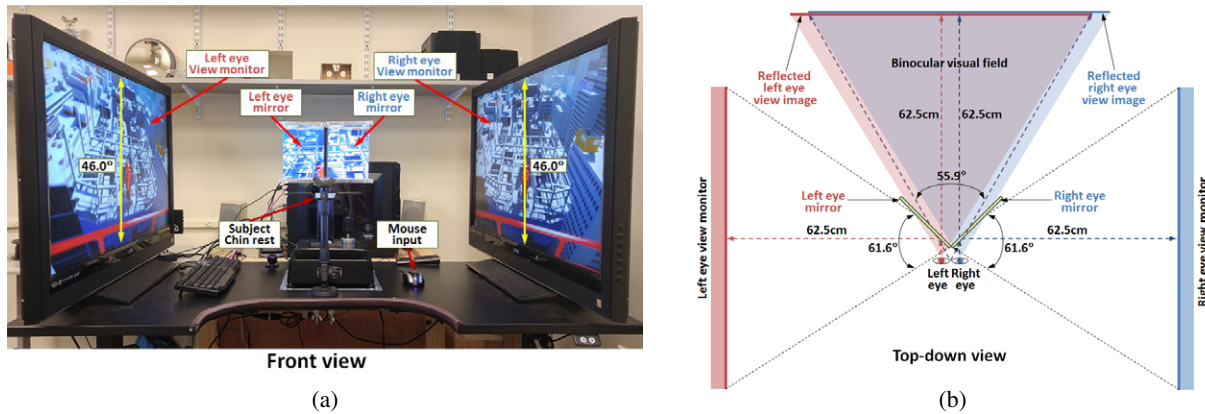 Left eye
View monitor
Right eye
View monitor
Left eye
mirror
Right eye
mirror
46.0°
46.0°
Subject
Chin rest
Mouse
input
Front view
(a)
Binocular visual field
Reflected
left eye
view image
Reflected
right eye
view image
62.5cm
62.5cm
55.9°
Left eye
mirror
Right eye
mirror
62.5cm
62.5cm
61.6°
61.6°
Left
eye
Right
eye
Left eye view monitor
Right eye view monitor
Top-down view
(b)